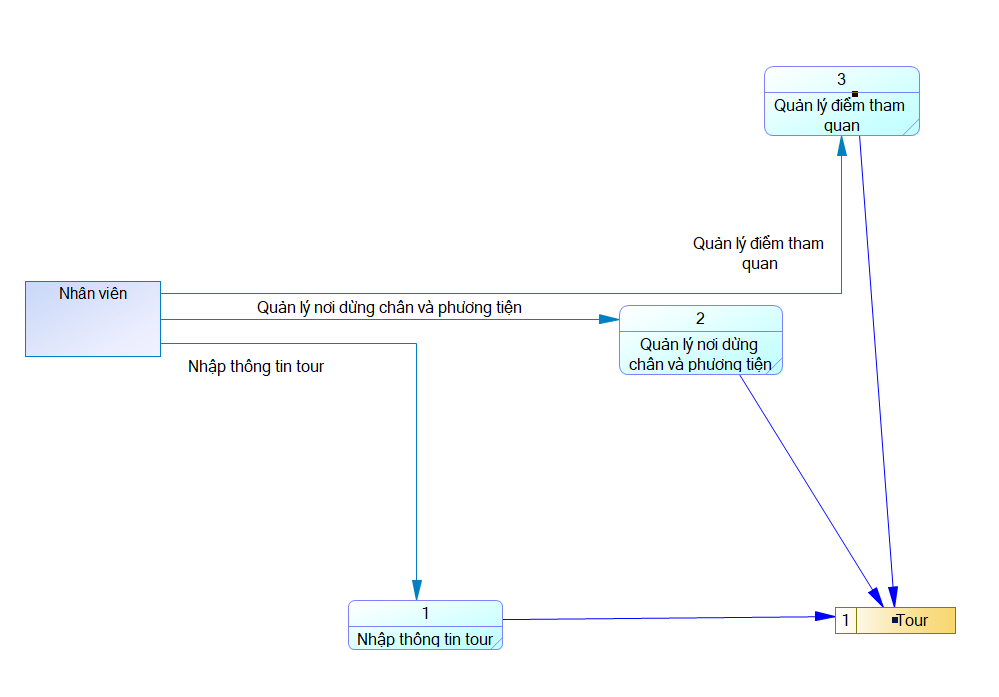 3
Quản lý điểm tham
quan
Quản lý điểm tham
quan
Nhân viên
Quản lý nơi dừng chân và phương tiện
2
Quản lý nơi dừng
chân và phương tiện
Nhập thông tin tour
1
Nhập thông tin tour
1 Tour